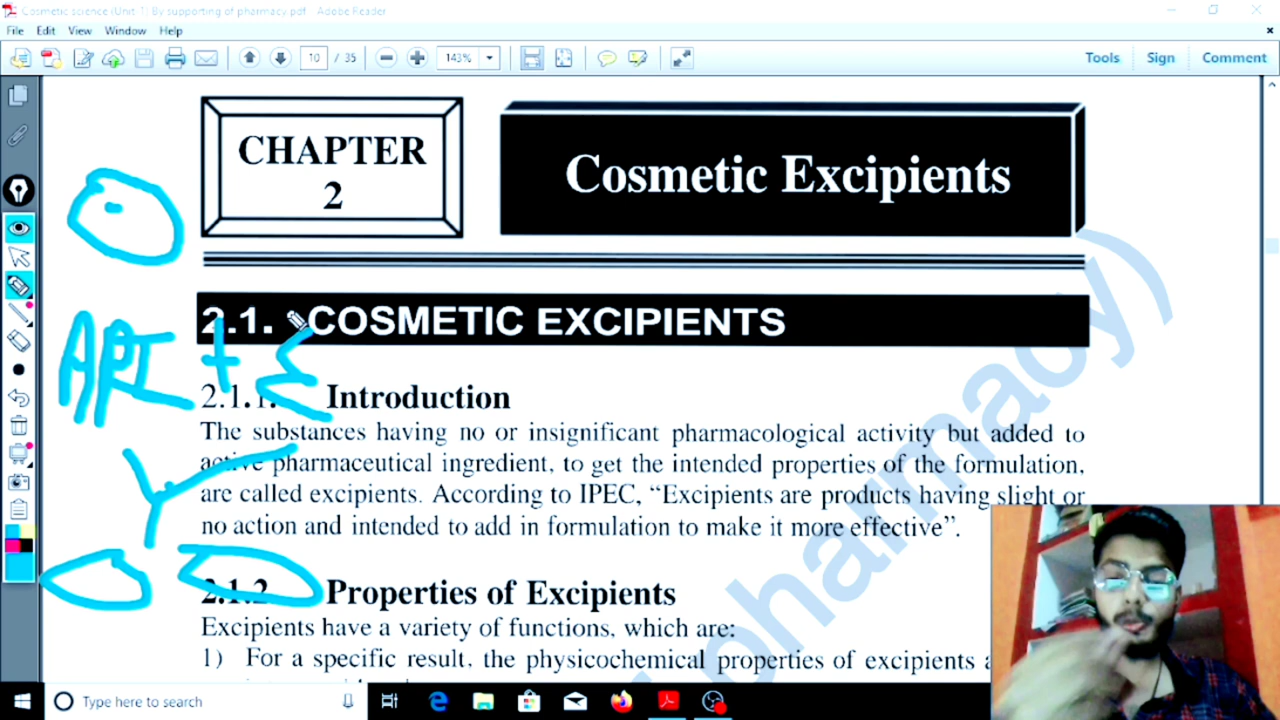 Cosmetic science (Unit 1) By supporting of pharmacy.pdf - Adobe Reader
File Edit View Window Help
10 / 35 143% Tools Sign Comment
CHAPTER
2
Cosmetic Excipients
2.1. COSMETIC EXCIPIENTS
API + E
2.1.1. Introduction
The substances having no or insignificant pharmacological activity but added to
active pharmaceutical ingredient, to get the intended properties of the formulation,
are called excipients. According to IPEC, “Excipients are products having slight or
no action and intended to add in formulation to make it more effective”.
2.1.2 Properties of Excipients
Excipients have a variety of functions, which are:
1) For a specific result, the physicochemical properties of excipients
pharmacy)
Type here to search